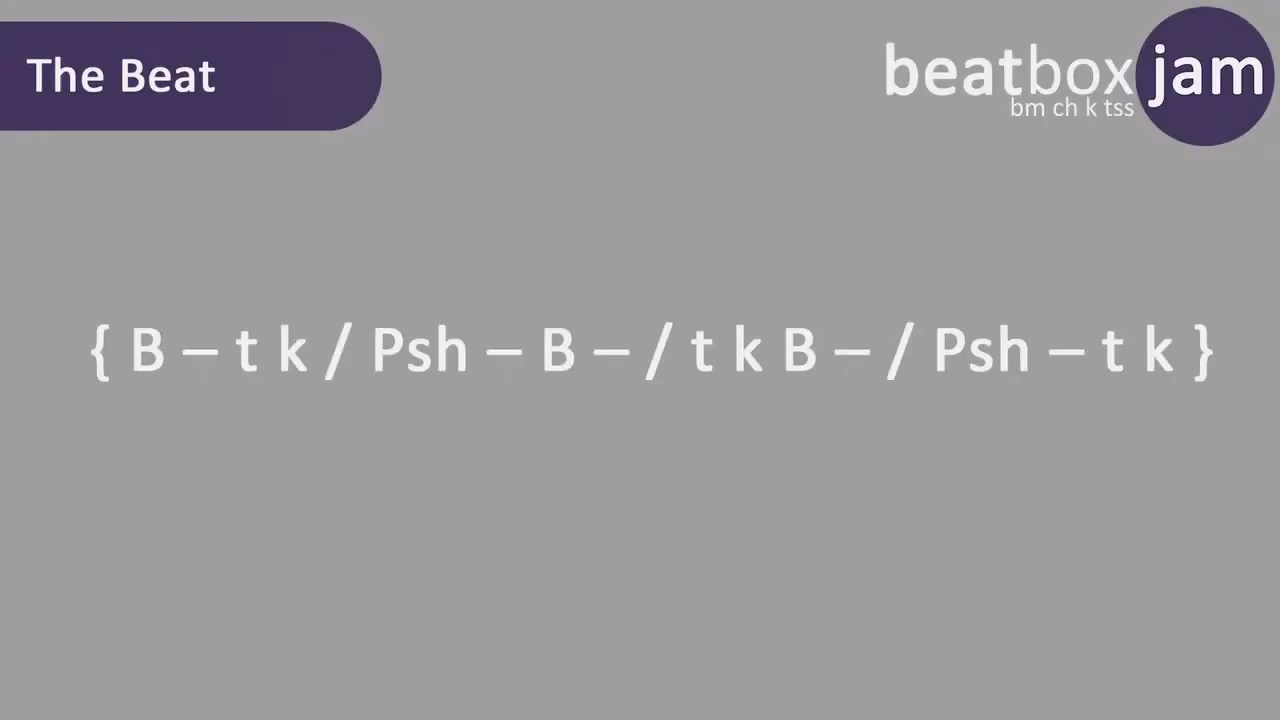 The Beat
beatbox jam
bm ch k tss
{ B – t k / Psh – B – / t k B – / Psh – t k }